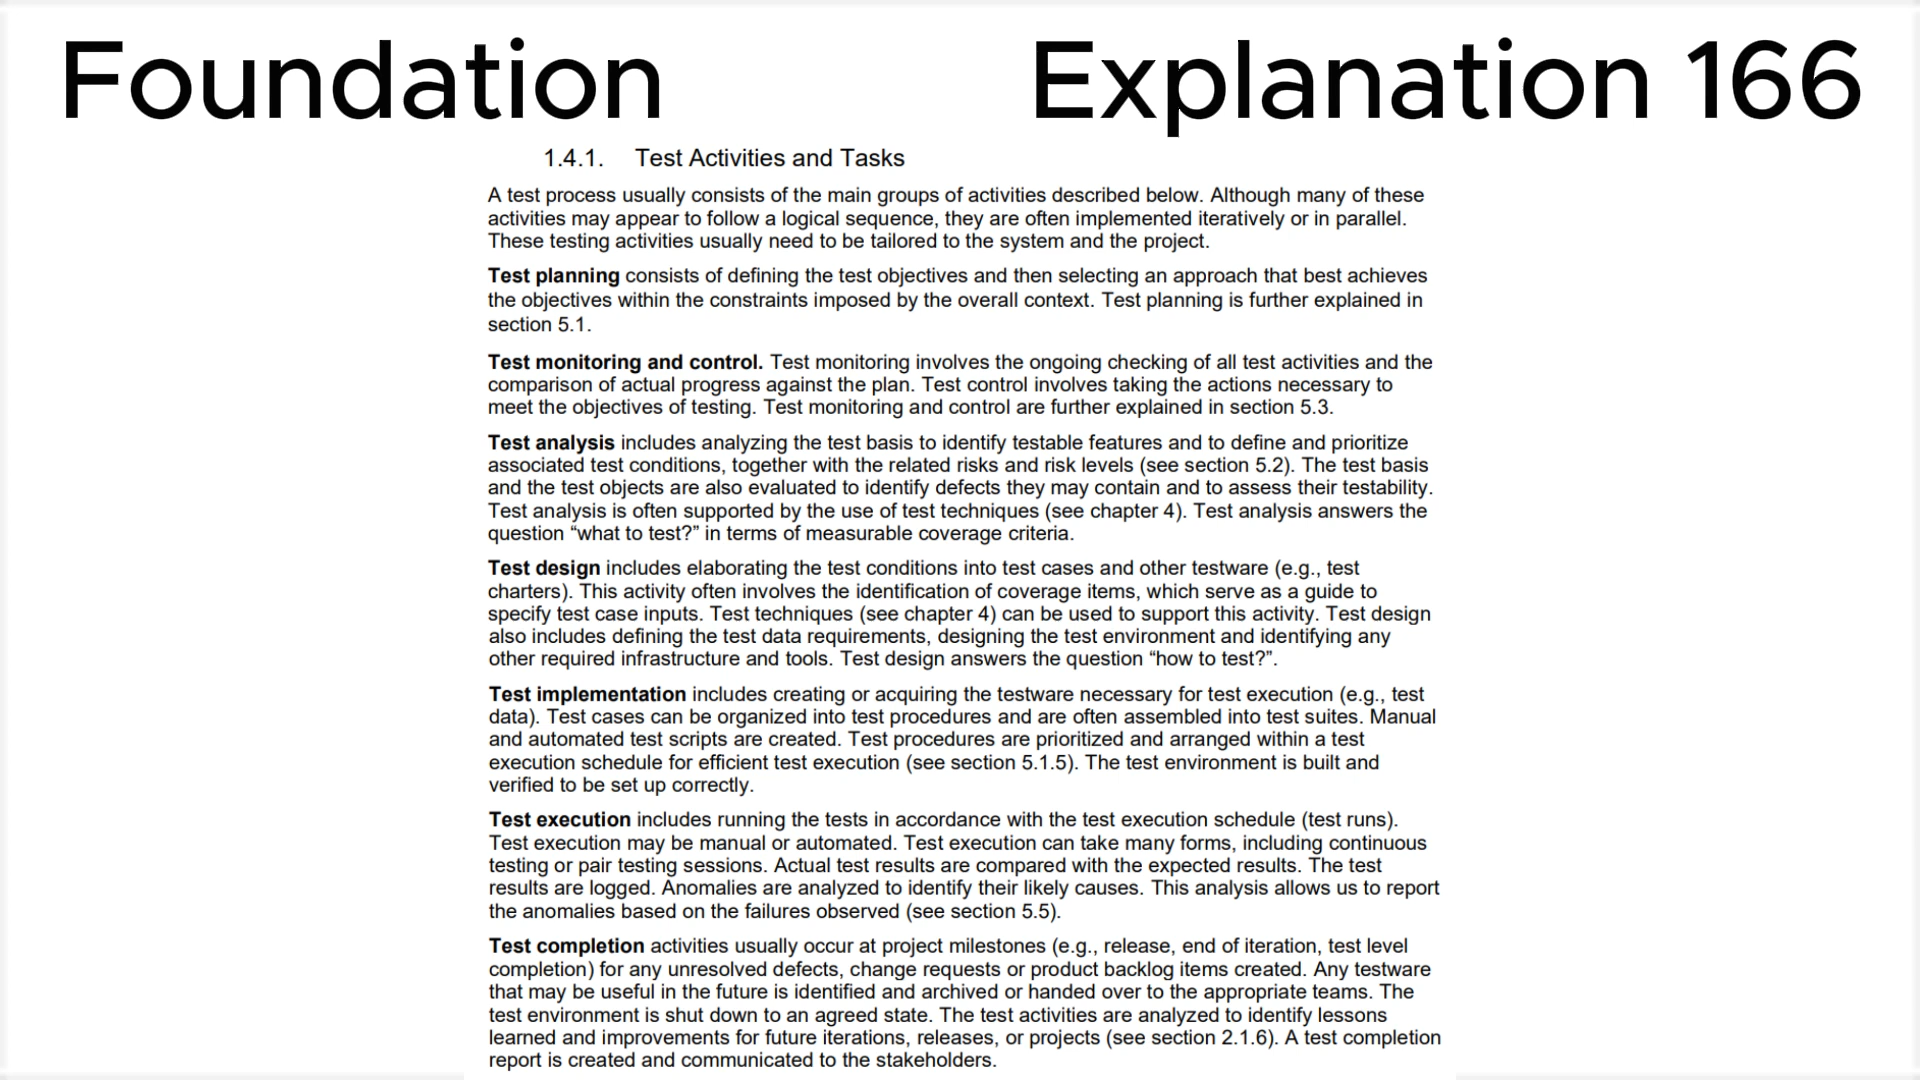 Foundation
Explanation 166
1.4.1. Test Activities and Tasks
A test process usually consists of the main groups of activities described below. Although many of these
activities may appear to follow a logical sequence, they are often implemented iteratively or in parallel.
These testing activities usually need to be tailored to the system and the project.
Test planning consists of defining the test objectives and then selecting an approach that best achieves
the objectives within the constraints imposed by the overall context. Test planning is further explained in
section 5.1.
Test monitoring and control. Test monitoring involves the ongoing checking of all test activities and the
comparison of actual progress against the plan. Test control involves taking the actions necessary to
meet the objectives of testing. Test monitoring and control are further explained in section 5.3.
Test analysis includes analyzing the test basis to identify testable features and to define and prioritize
associated test conditions, together with the related risks and risk levels (see section 5.2). The test basis
and the test objects are also evaluated to identify defects they may contain and to assess their testability.
Test analysis is often supported by the use of test techniques (see chapter 4). Test analysis answers the
question “what to test?” in terms of measurable coverage criteria.
Test design includes elaborating the test conditions into test cases and other testware (e.g., test
charters). This activity often involves the identification of coverage items, which serve as a guide to
specify test case inputs. Test techniques (see chapter 4) can be used to support this activity. Test design
also includes defining the test data requirements, designing the test environment and identifying any
other required infrastructure and tools. Test design answers the question “how to test?”.
Test implementation includes creating or acquiring the testware necessary for test execution (e.g., test
data). Test cases can be organized into test procedures and are often assembled into test suites. Manual
and automated test scripts are created. Test procedures are prioritized and arranged within a test
execution schedule for efficient test execution (see section 5.1.5). The test environment is built and
verified to be set up correctly.
Test execution includes running the tests in accordance with the test execution schedule (test runs).
Test execution may be manual or automated. Test execution can take many forms, including continuous
testing or pair testing sessions. Actual test results are compared with the expected results. The test
results are logged. Anomalies are analyzed to identify their likely causes. This analysis allows us to report
the anomalies based on the failures observed (see section 5.5).
Test completion activities usually occur at project milestones (e.g., release, end of iteration, test level
completion) for any unresolved defects, change requests or product backlog items created. Any testware
that may be useful in the future is identified and archived or handed over to the appropriate teams. The
test environment is shut down to an agreed state. The test activities are analyzed to identify lessons
learned and improvements for future iterations, releases, or projects (see section 2.1.6). A test completion
report is created and communicated to the stakeholders.